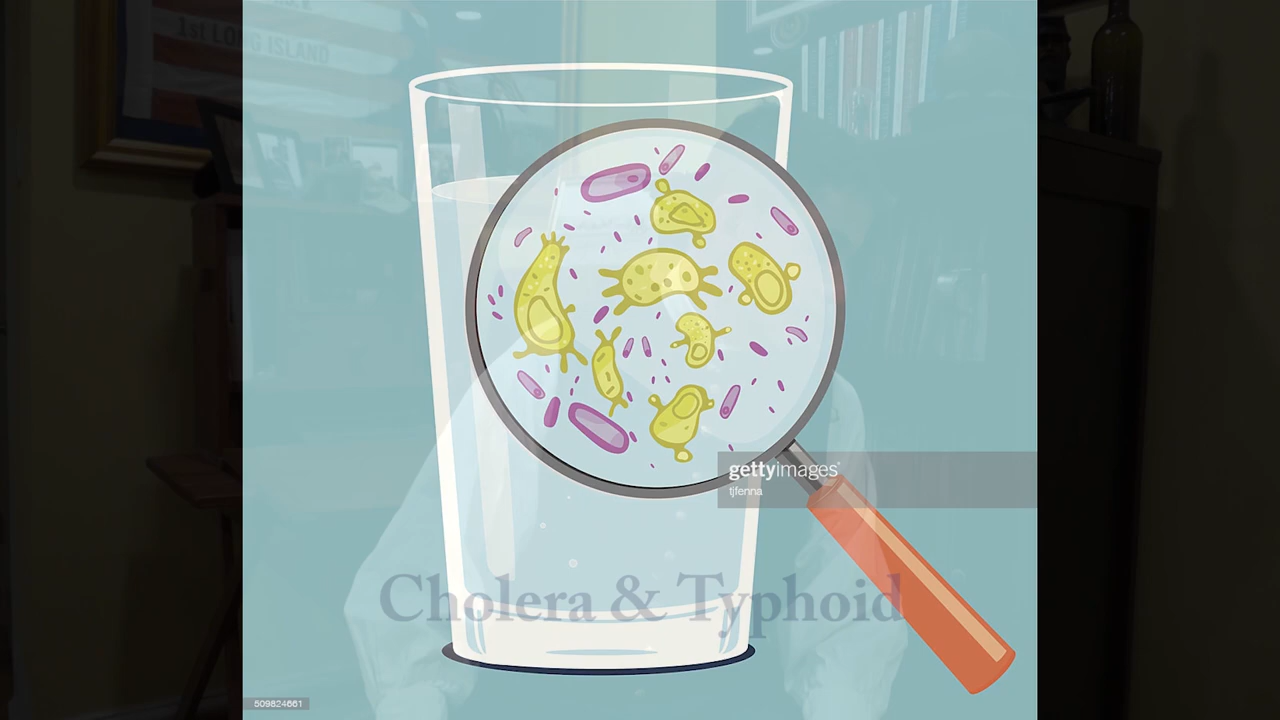 1st LONG ISLAND
gettyimages®
tjfenna
Cholera & Typhoid
509824661